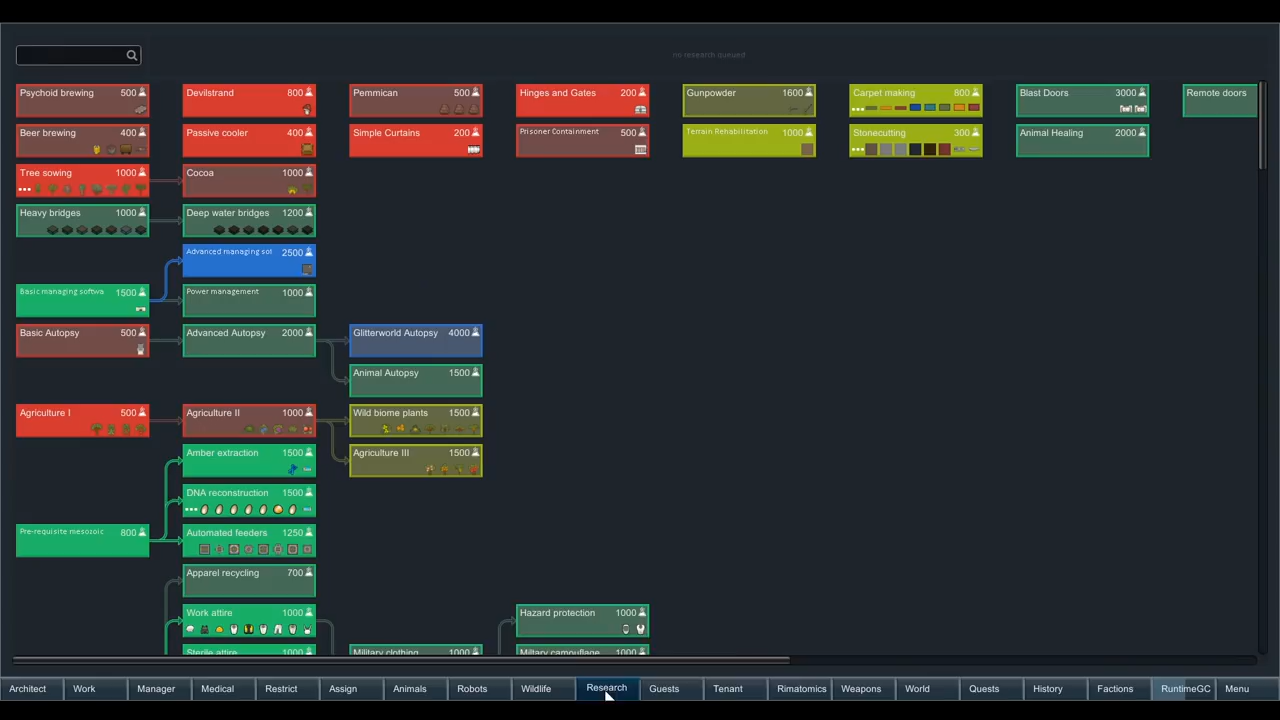 no research queued
Psychoid brewing 500
Devilstrand 800
Pemmican 500
Hinges and Gates 200
Gunpowder 1600
Carpet making 800
Blast Doors 3000
Remote doors
Beer brewing 400
Passive cooler 400
Simple Curtains 200
Prisoner Containment 500
Terrain Rehabilitation 1000
Stonecutting 300
Animal Healing 2000
Tree sowing 1000
Cocoa 1000
Heavy bridges 1000
Deep water bridges 1200
Advanced managing sof 2500
Basic managing softwa 1500
Power management 1000
Basic Autopsy 500
Advanced Autopsy 2000
Glitterworld Autopsy 4000
Animal Autopsy 1500
Agriculture I 500
Agriculture II 1000
Wild biome plants 1500
Amber extraction 1500
Agriculture III 1500
DNA reconstruction 1500
Pre-requisite mesozoic 800
Automated feeders 1250
Apparel recycling 700
Work attire 1000
Hazard protection 1000
Sterile attire 1000
Military clothing 1000
Military camouflage 1000
Architect Work Manager Medical Restrict Assign Animals Robots Wildlife Research Guests Tenant Rimatomics Weapons World Quests History Factions RuntimeGC Menu